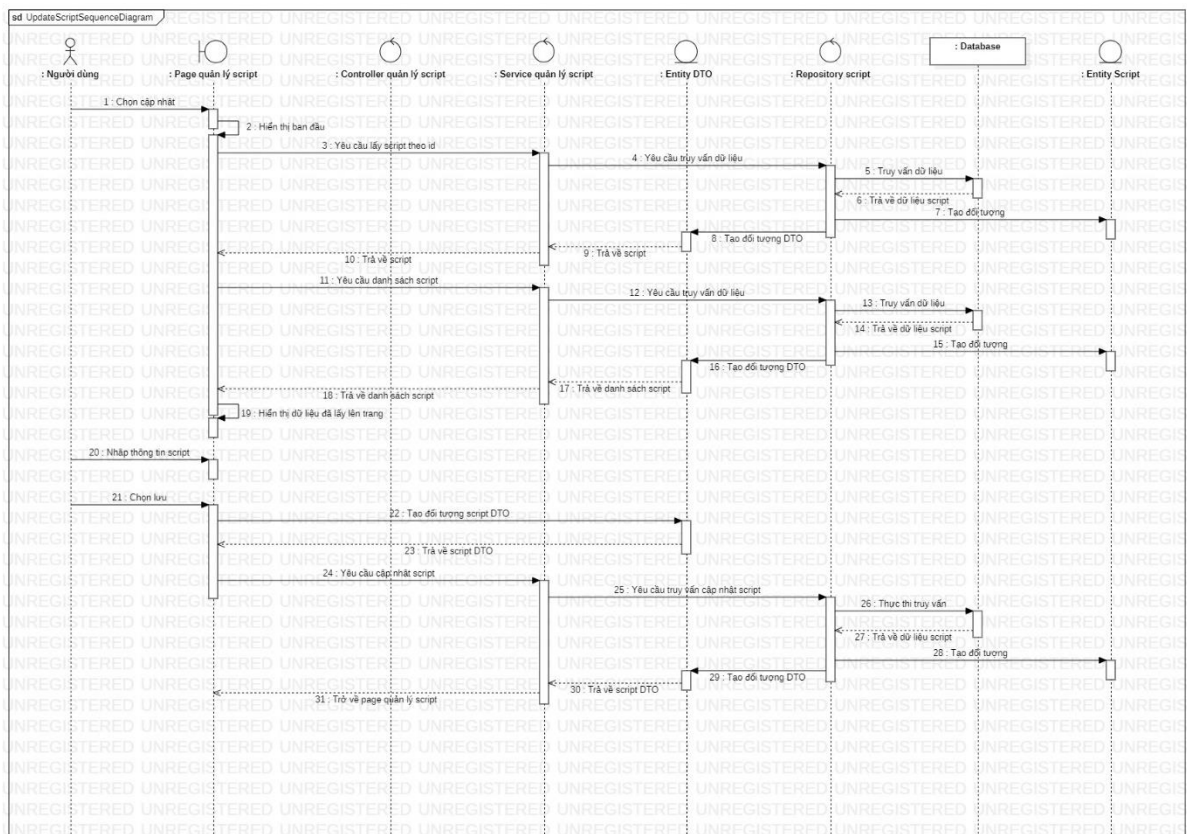 sd UpdateScriptSequenceDiagram
: Người dùng
: Page quản lý script
: Controller quản lý script
: Service quản lý script
: Entity DTO
: Repository script
: Database
: Entity Script
1 : Chọn cập nhật
2 : Hiển thị ban đầu
3 : Yêu cầu lấy script theo id
4 : Yêu cầu truy vấn dữ liệu
5 : Truy vấn dữ liệu
6 : Trả về dữ liệu script
7 : Tạo đối tượng
8 : Tạo đối tượng DTO
9 : Trả về script
10 : Trả về script
11 : Yêu cầu danh sách script
12 : Yêu cầu truy vấn dữ liệu
13 : Truy vấn dữ liệu
14 : Trả về dữ liệu script
15 : Tạo đối tượng
16 : Tạo đối tượng DTO
17 : Trả về danh sách script
18 : Trả về danh sách script
19 : Hiển thị dữ liệu đã lấy lên trang
20 : Nhập thông tin script
21 : Chọn lưu
22 : Tạo đối tượng script DTO
23 : Trả về script DTO
24 : Yêu cầu cập nhật script
25 : Yêu cầu truy vấn cập nhật script
26 : Thực thi truy vấn
27 : Trả về dữ liệu script
28 : Tạo đối tượng
29 : Tạo đối tượng DTO
30 : Trả về script DTO
31 : Trở về page quản lý script
UNREGISTERED